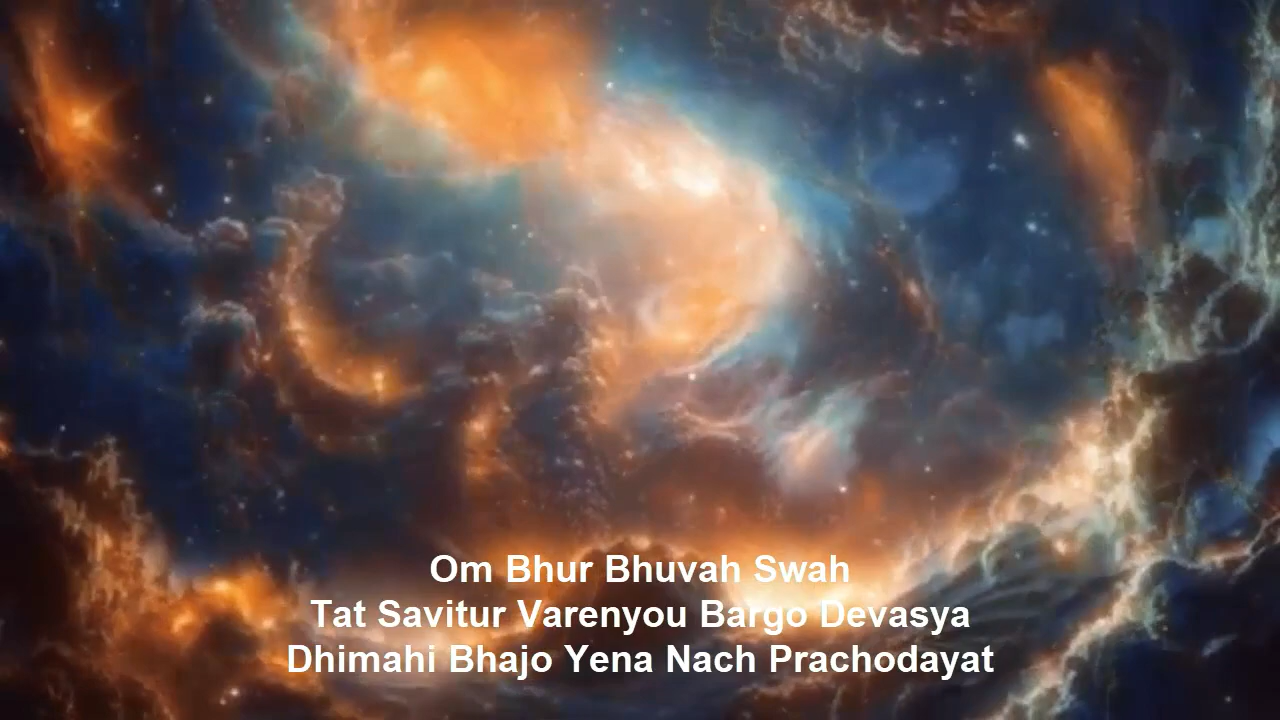 Om Bhur Bhuvah Swah
Tat Savitur Varenyou Bargo Devasya
Dhimahi Bhajo Yena Nach Prachodayat